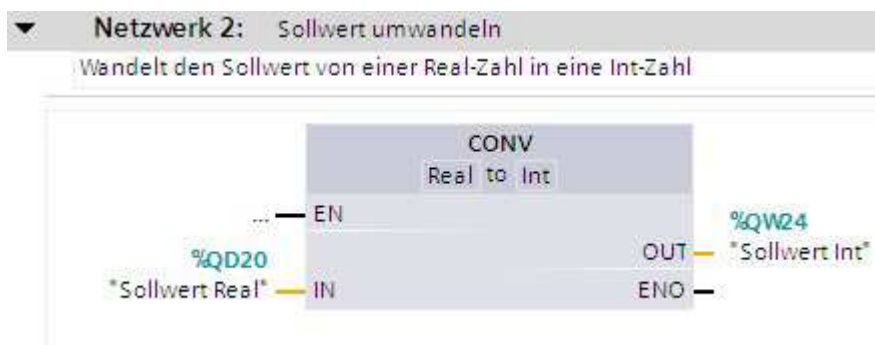 Netzwerk 2: Sollwert umwandeln
Wandelt den Sollwert von einer Real-Zahl in eine Int-Zahl
CONV
Real to Int
... EN
%QW24
OUT "Sollwert Int"
%QD20
"Sollwert Real" IN
ENO